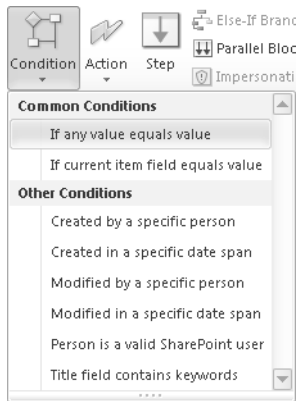 Else-If Branc
Parallel Bloc
Condition Action Step
Impersonati
Common Conditions
If any value equals value
If current item field equals value
Other Conditions
Created by a specific person
Created in a specific date span
Modified by a specific person
Modified in a specific date span
Person is a valid SharePoint user
Title field contains keywords